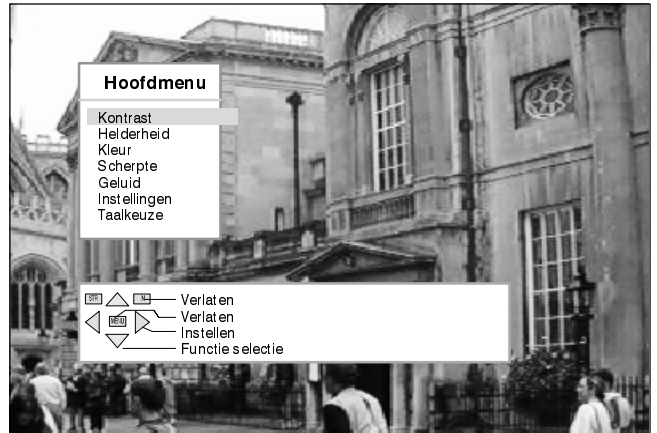 Hoofdmenu
Kontrast
Helderheid
Kleur
Scherpte
Geluid
Instellingen
Taalkeuze
STR
N
Verlaten
MENU
Verlaten
Instellen
Functie selectie